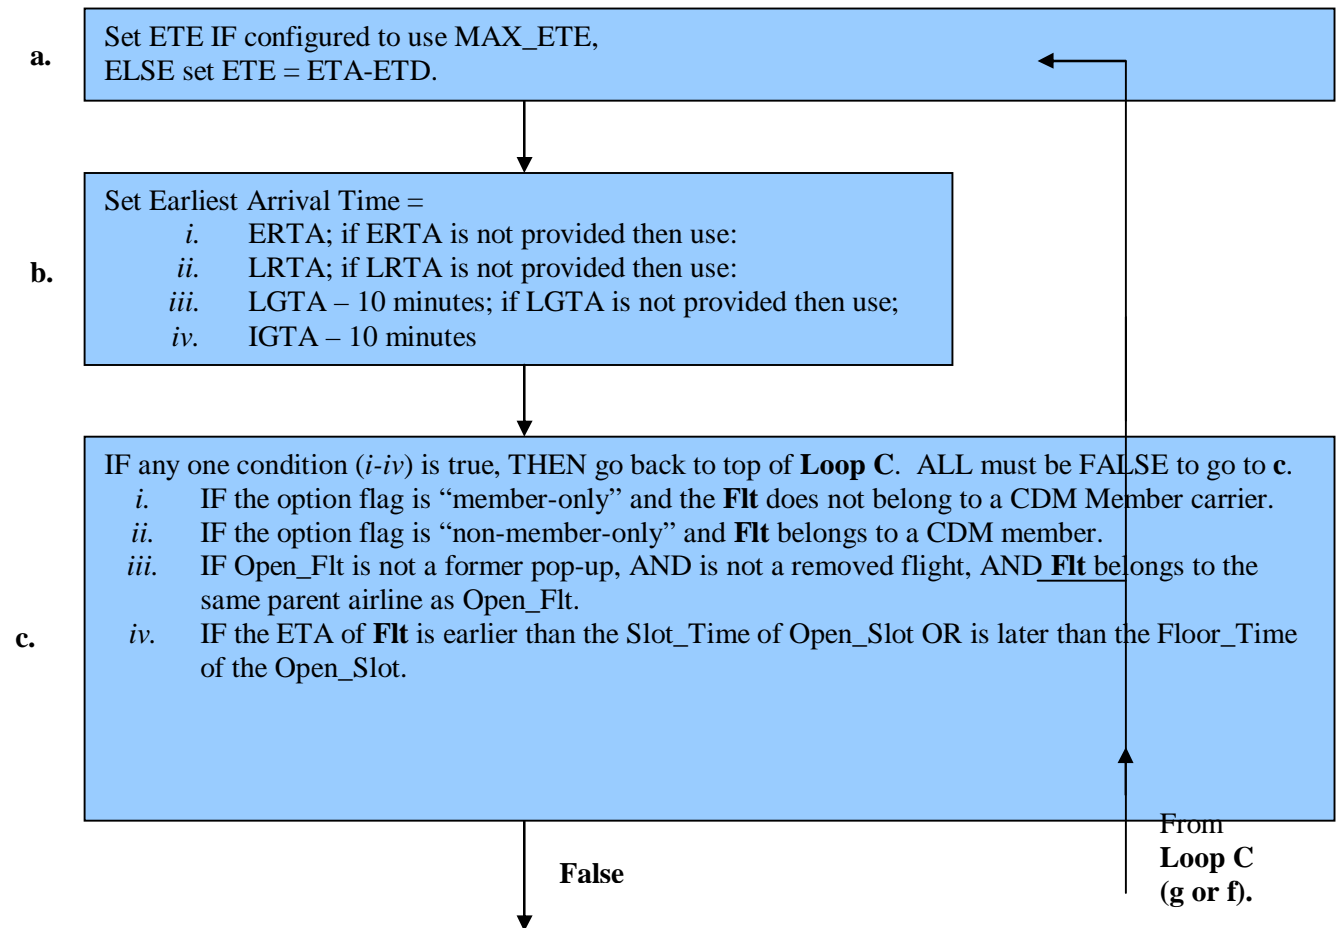 a.
Set ETE IF configured to use MAX_ETE,
ELSE set ETE = ETA-ETD.
b.
Set Earliest Arrival Time =
i. ERTA; if ERTA is not provided then use:
ii. LRTA; if LRTA is not provided then use:
iii. LGTA – 10 minutes; if LGTA is not provided then use;
iv. IGTA – 10 minutes
c.
IF any one condition (i-iv) is true, THEN go back to top of Loop C. ALL must be FALSE to go to c.
i. IF the option flag is “member-only” and the Flt does not belong to a CDM Member carrier.
ii. IF the option flag is “non-member-only” and Flt belongs to a CDM member.
iii. IF Open_Flt is not a former pop-up, AND is not a removed flight, AND Flt belongs to the
same parent airline as Open_Flt.
iv. IF the ETA of Flt is earlier than the Slot_Time of Open_Slot OR is later than the Floor_Time
of the Open_Slot.
False
From
Loop C
(g or f).